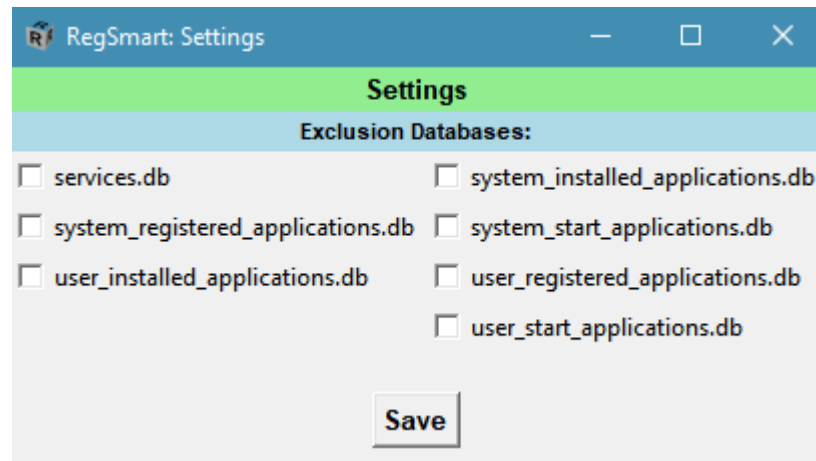 RegSmart: Settings
Settings
Exclusion Databases:
services.db
system_installed_applications.db
system_registered_applications.db
system_start_applications.db
user_installed_applications.db
user_registered_applications.db
user_start_applications.db
Save